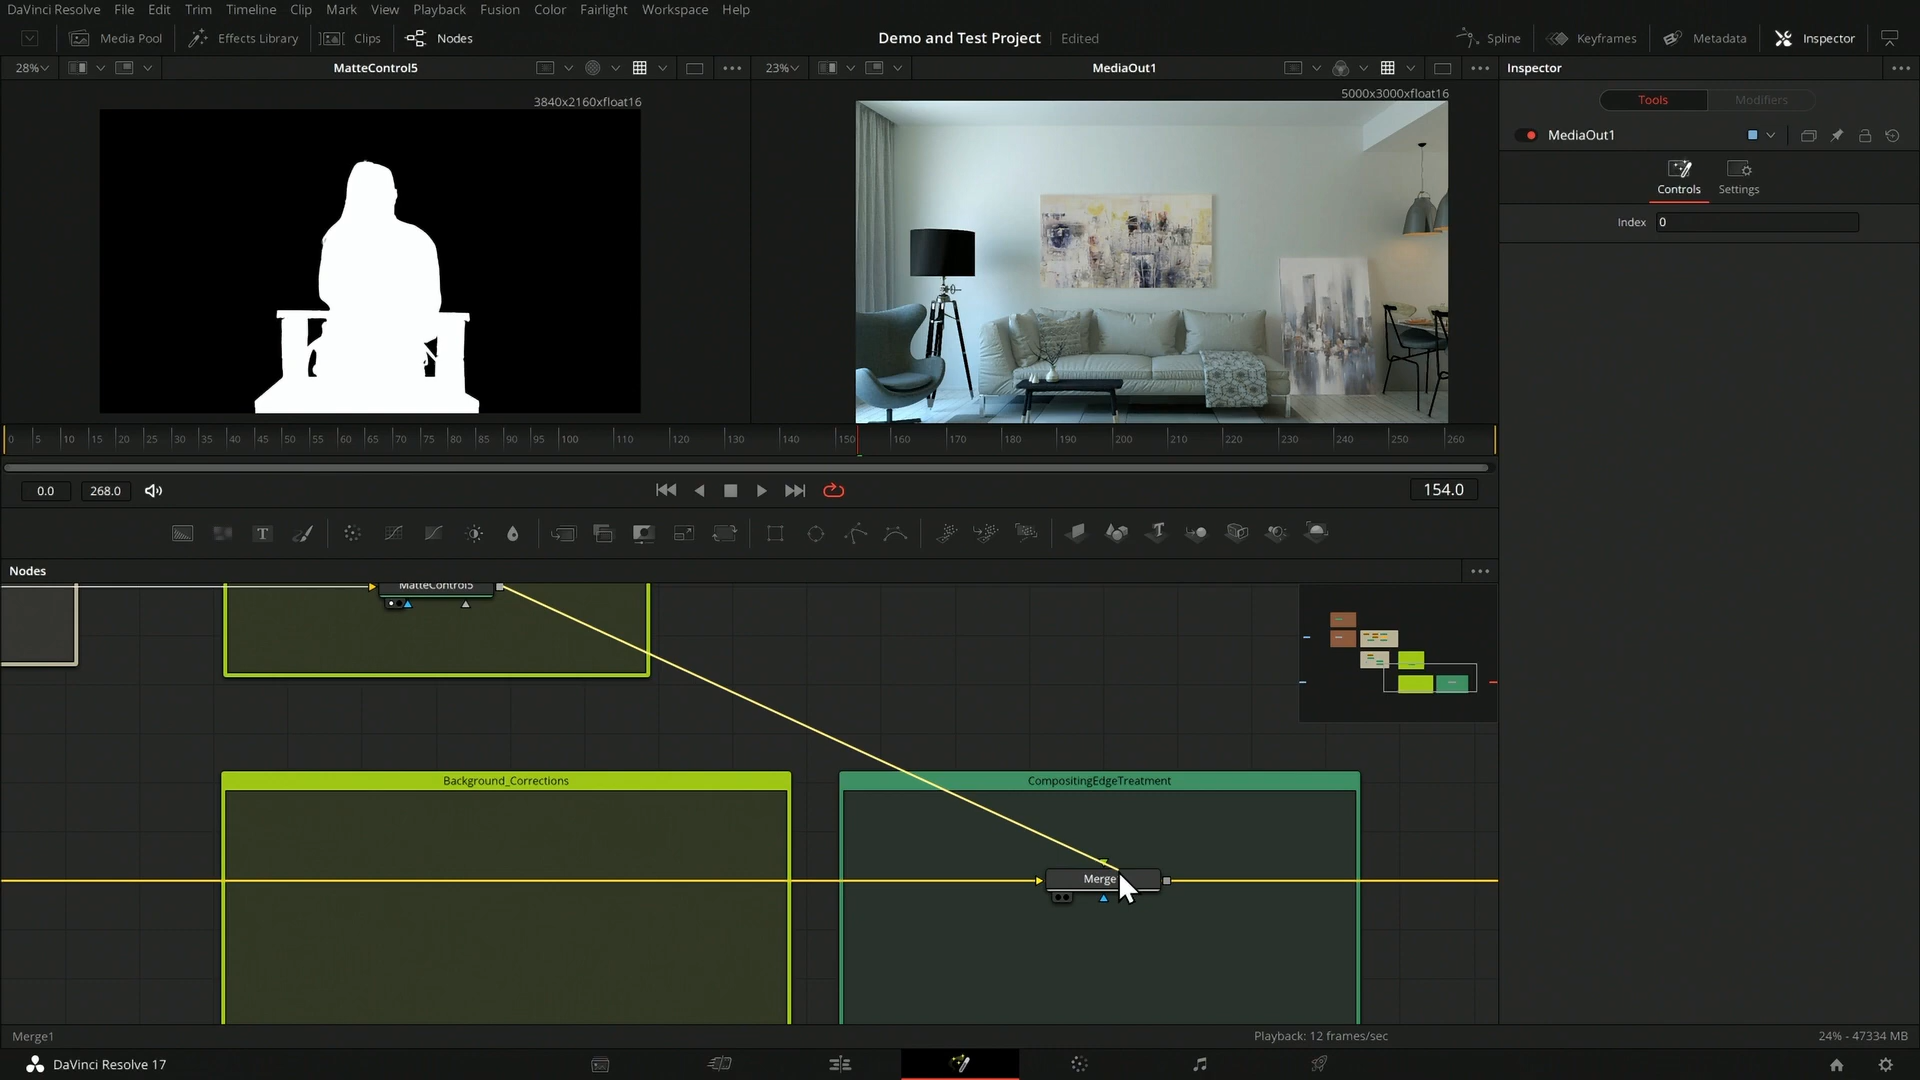 DaVinci Resolve File Edit Trim Timeline Clip Mark View Playback Fusion Color Fairlight Workspace Help
Media Pool Effects Library Clips Nodes Demo and Test Project Edited Spline Keyframes Metadata Inspector
28% MatteControl5 23% MediaOut1 Inspector
3840x2160xfloat16
5000x3000xfloat16
Tools Modifiers
MediaOut1
Controls Settings
Index 0
0 5 10 15 20 25 30 35 40 45 50 55 60 65 70 75 80 85 90 95 100 110 120 130 140 150 160 170 180 190 200 210 220 230 240 250 260
0.0 268.0 154.0
Nodes
MatteControl5
Background_Corrections CompositingEdgeTreatment
Merge
Merge1 Playback: 12 frames/sec 24% - 47334 MB
DaVinci Resolve 17